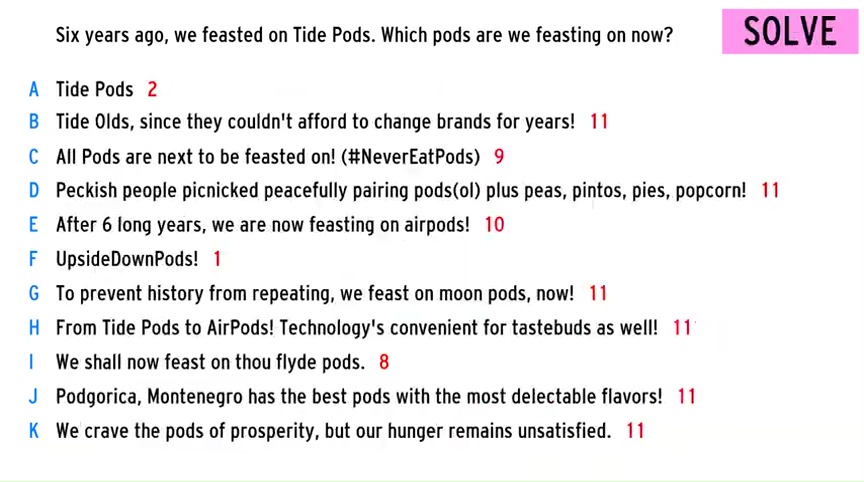 Six years ago, we feasted on Tide Pods. Which pods are we feasting on now?
SOLVE
A Tide Pods 2
B Tide Olds, since they couldn't afford to change brands for years! 11
C All Pods are next to be feasted on! (#NeverEatPods) 9
D Peckish people picnicked peacefully pairing pods(ol) plus peas, pintos, pies, popcorn! 11
E After 6 long years, we are now feasting on airpods! 10
F UpsideDownPods! 1
G To prevent history from repeating, we feast on moon pods, now! 11
H From Tide Pods to AirPods! Technology's convenient for tastebuds as well! 11
I We shall now feast on thou flyde pods. 8
J Podgorica, Montenegro has the best pods with the most delectable flavors! 11
K We crave the pods of prosperity, but our hunger remains unsatisfied. 11